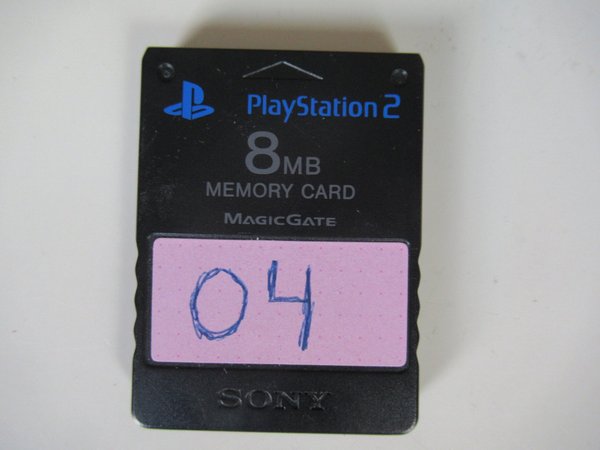 PlayStation 2
8MB
MEMORY CARD
MAGICGATE
04
SONY